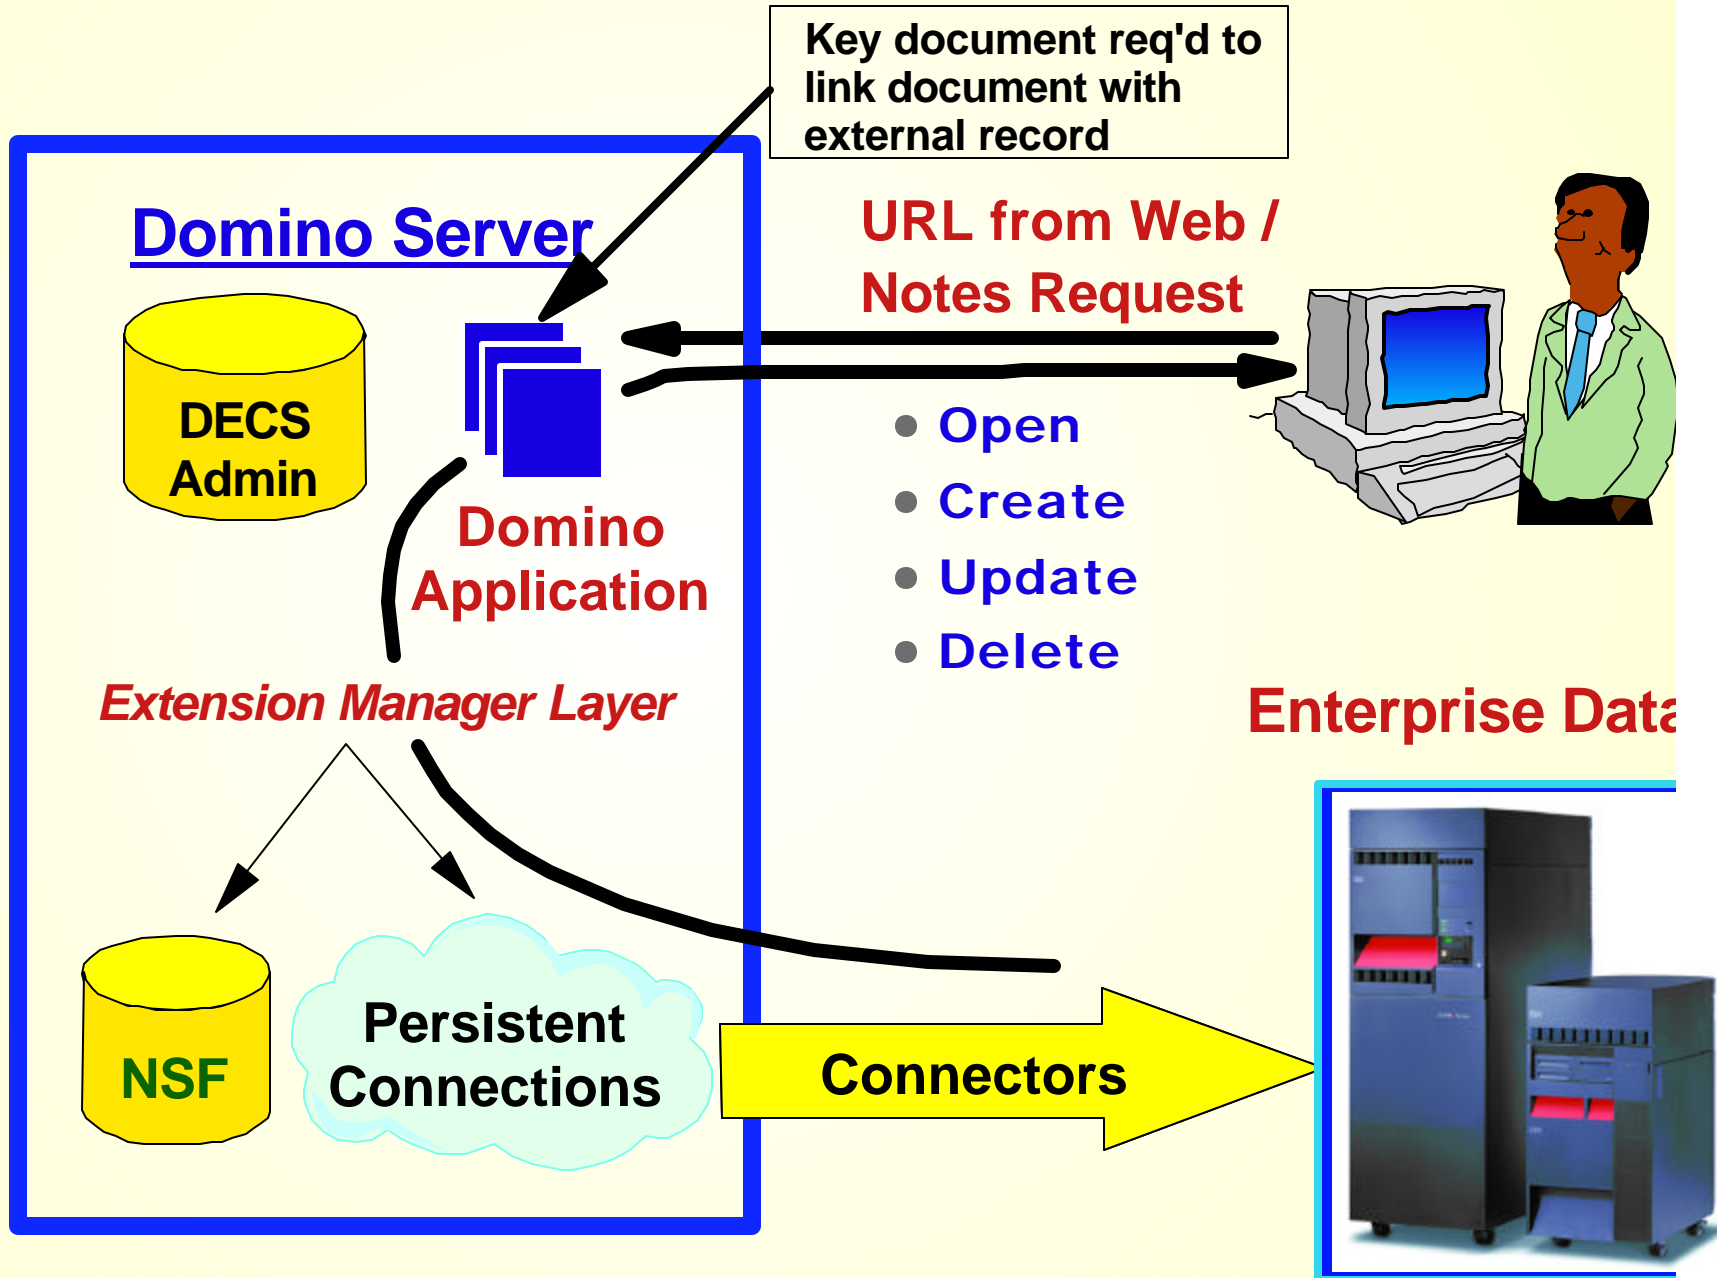 Key document req'd to
link document with
external record
Domino Server
URL from Web /
Notes Request
DECS
Admin
Open
Create
Update
Delete
Domino
Application
Extension Manager Layer
Enterprise Data
NSF
Persistent
Connections
Connectors